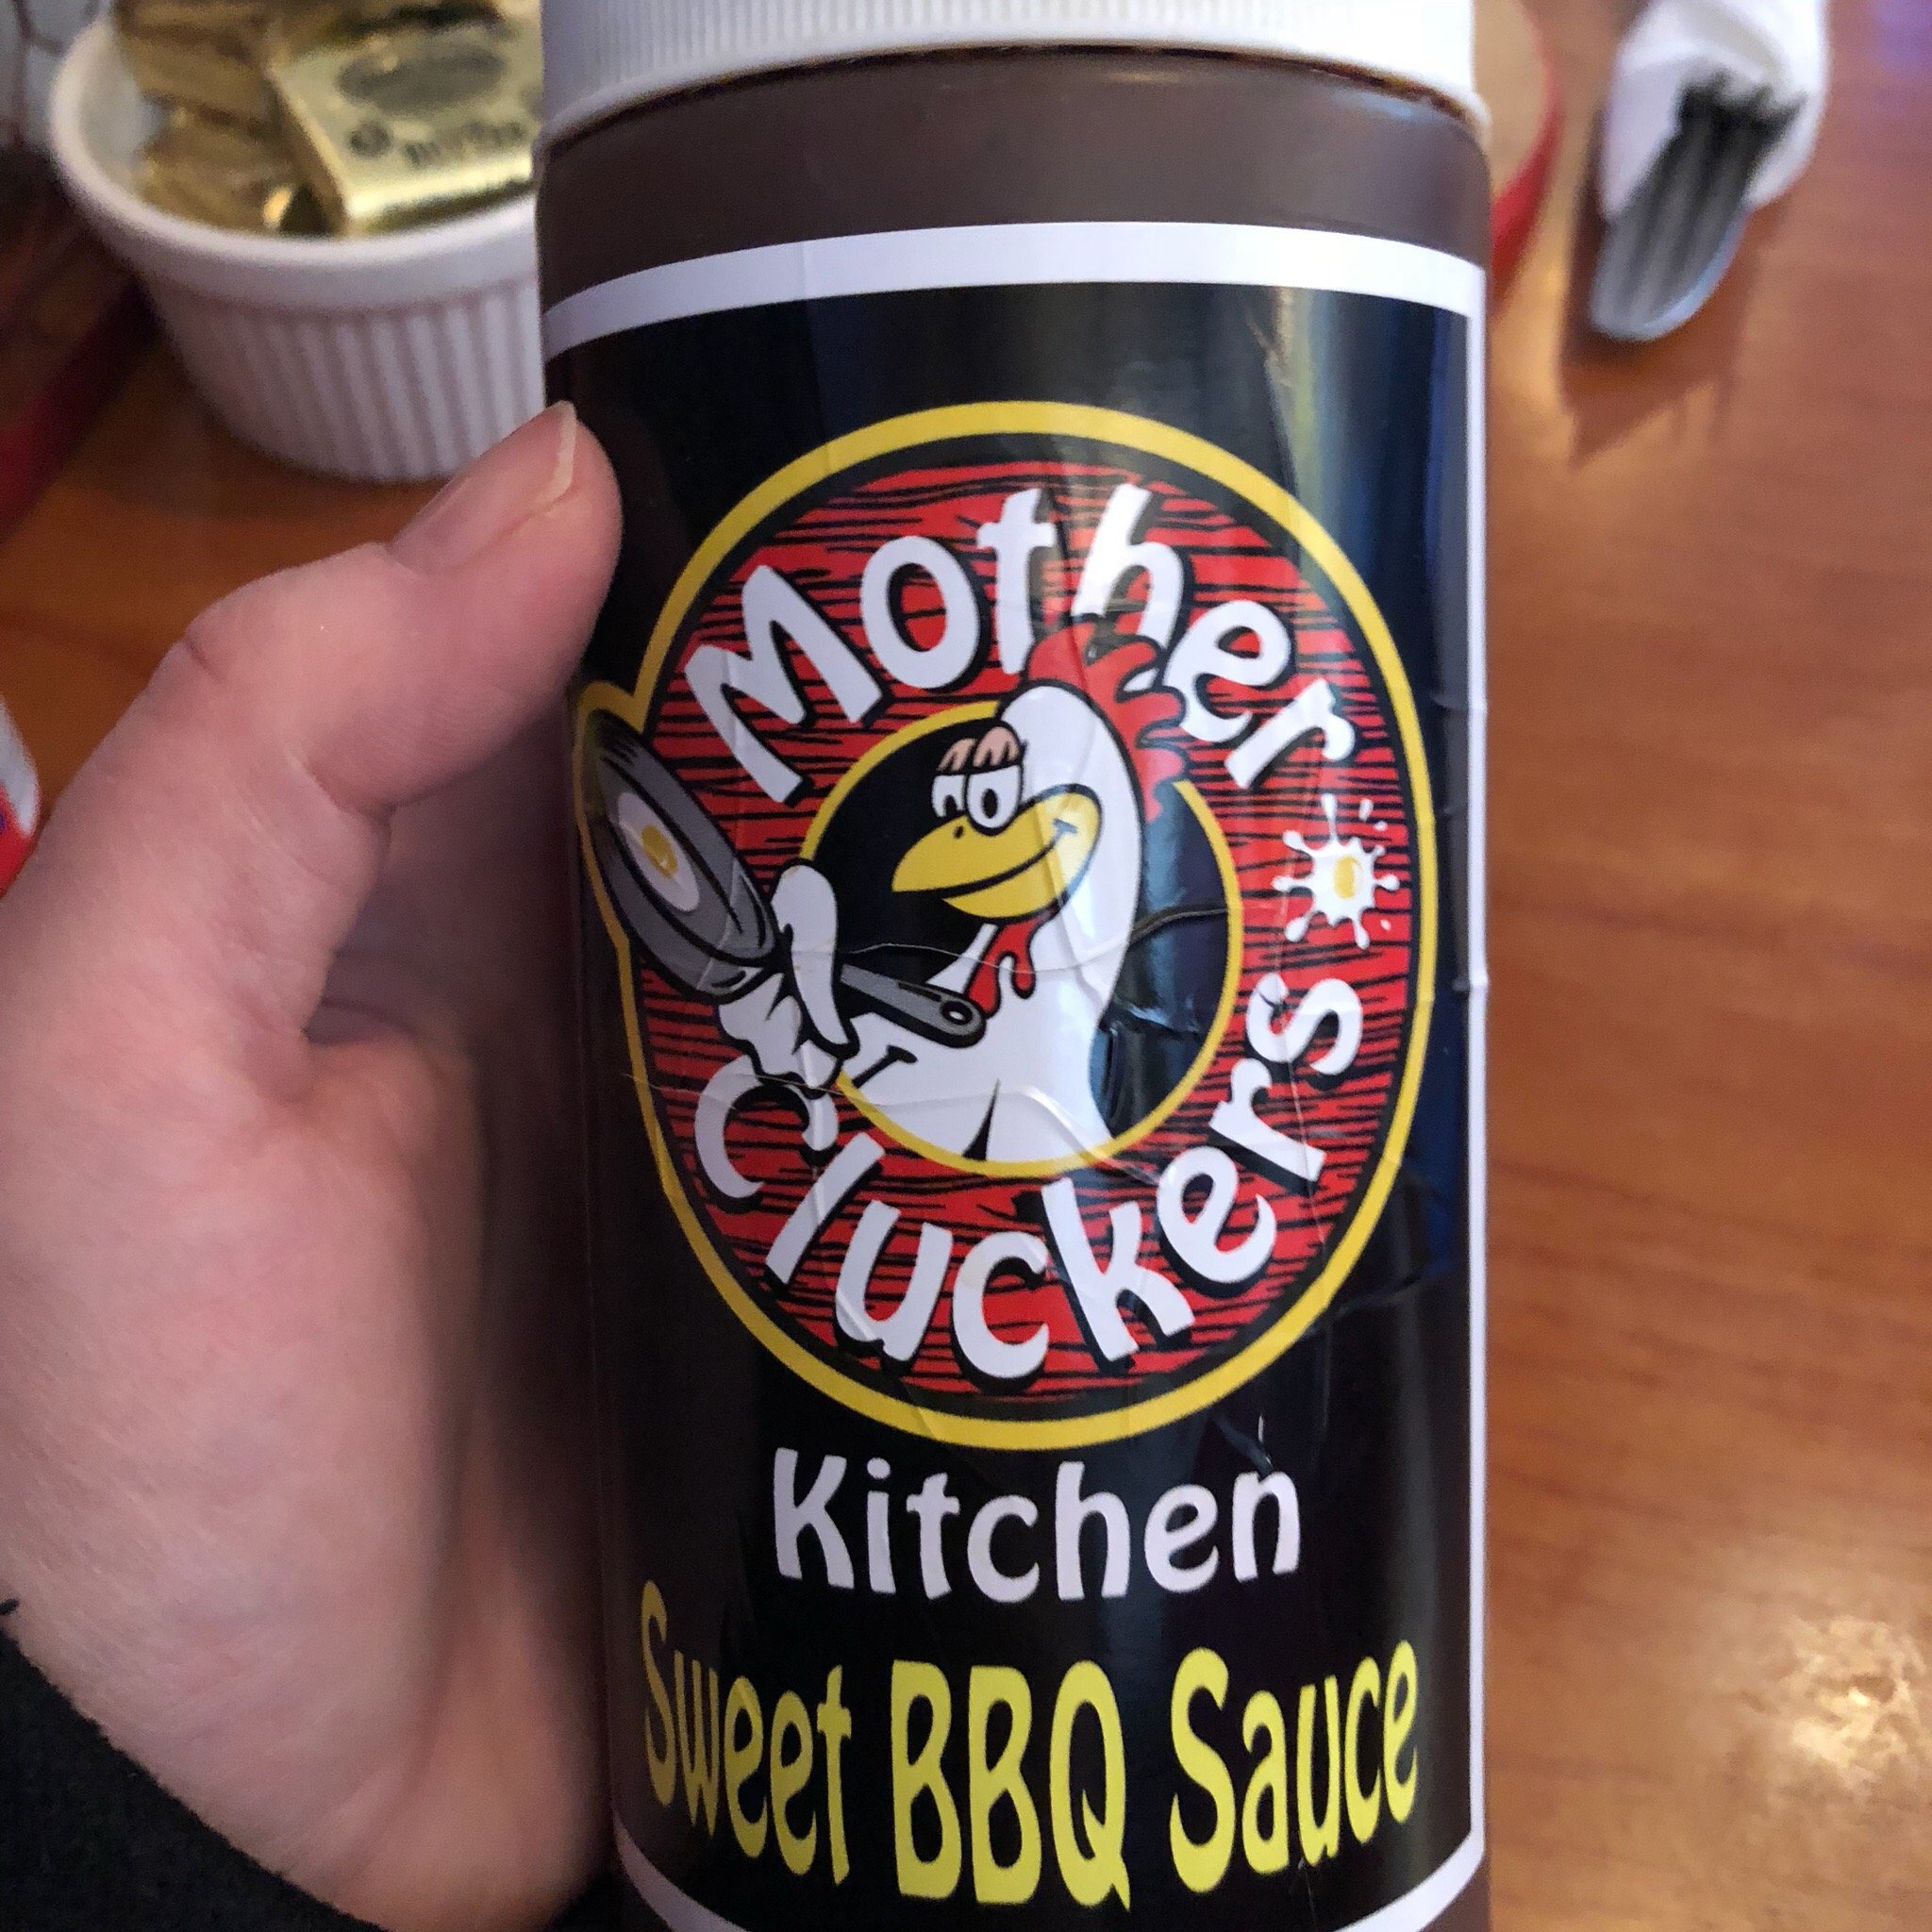 Mother
Cluckers
Kitchen
Sweet BBQ Sauce